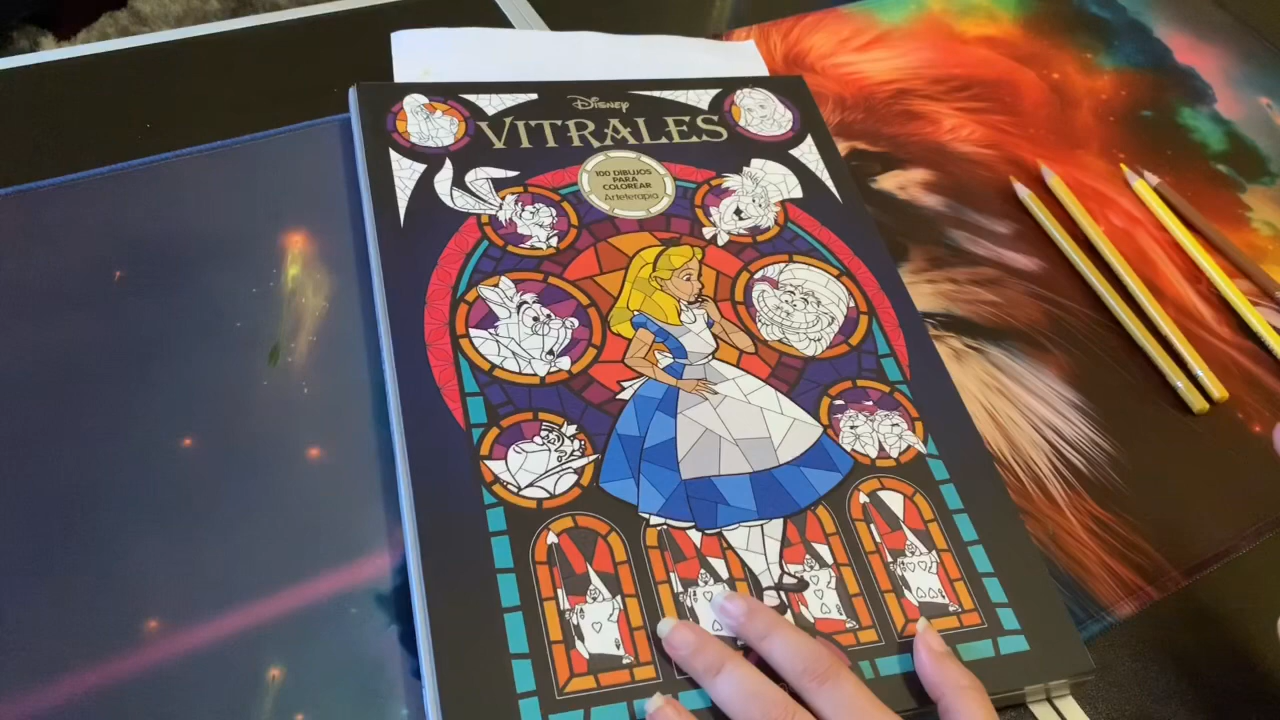 Disney
VITRALES
100 DIBUJOS
PARA
COLOREAR
Arteterapia